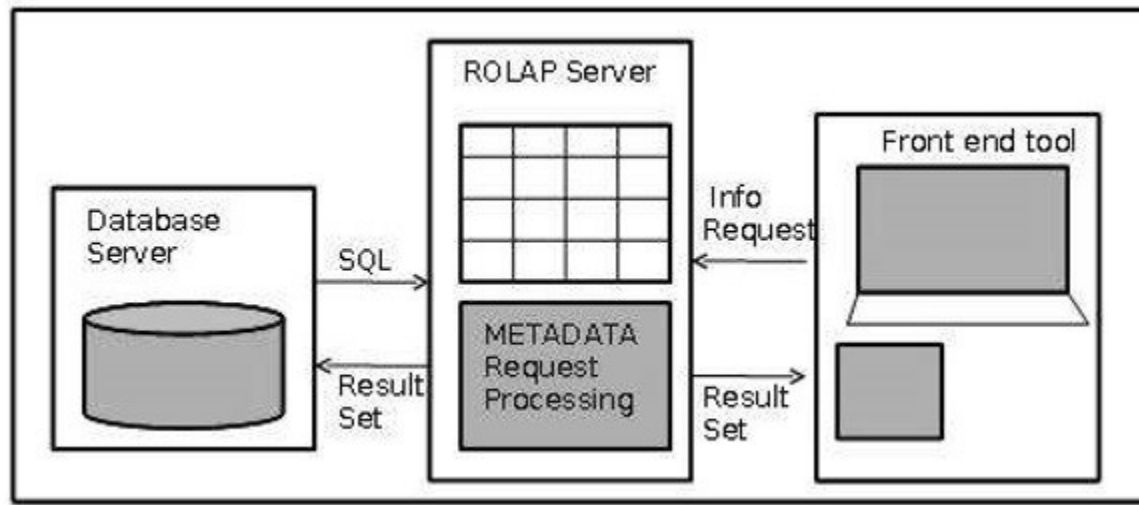 ROLAP Server
Front end tool
Database
Server
SQL
Info
Request
METADATA
Request
Processing
Result
Set
Result
Set